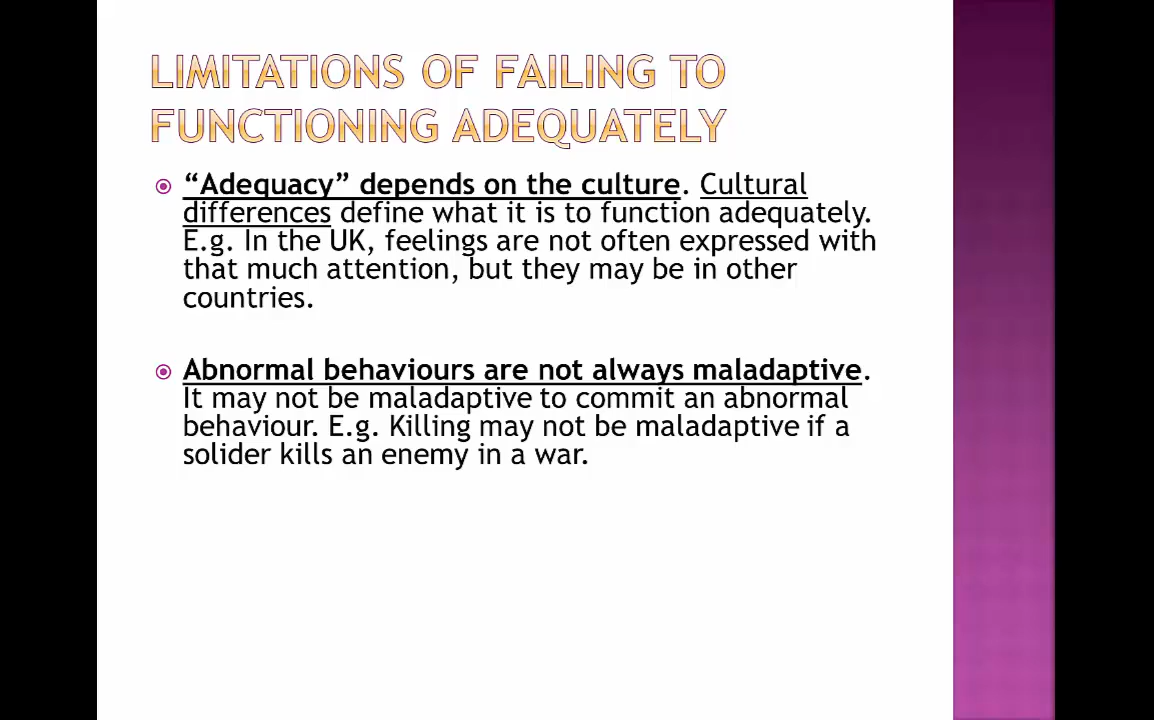 LIMITATIONS OF FAILING TO
FUNCTIONING ADEQUATELY
“Adequacy” depends on the culture. Cultural
differences define what it is to function adequately.
E.g. In the UK, feelings are not often expressed with
that much attention, but they may be in other
countries.
Abnormal behaviours are not always maladaptive.
It may not be maladaptive to commit an abnormal
behaviour. E.g. Killing may not be maladaptive if a
solider kills an enemy in a war.